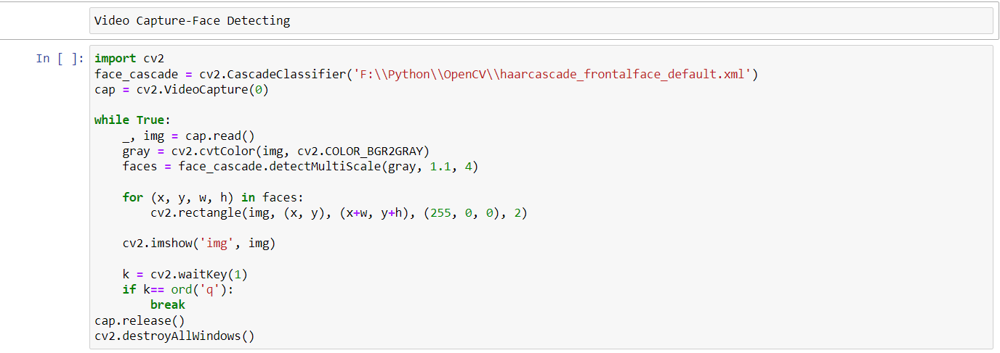 Video Capture-Face Detecting
In [ ]:
import cv2
face_cascade = cv2.CascadeClassifier('F:\\Python\\OpenCV\\haarcascade_frontalface_default.xml')
cap = cv2.VideoCapture(0)
while True:
    _, img = cap.read()
    gray = cv2.cvtColor(img, cv2.COLOR_BGR2GRAY)
    faces = face_cascade.detectMultiScale(gray, 1.1, 4)
    for (x, y, w, h) in faces:
        cv2.rectangle(img, (x, y), (x+w, y+h), (255, 0, 0), 2)
    cv2.imshow('img', img)
    k = cv2.waitKey(1)
    if k== ord('q'):
        break
cap.release()
cv2.destroyAllWindows()